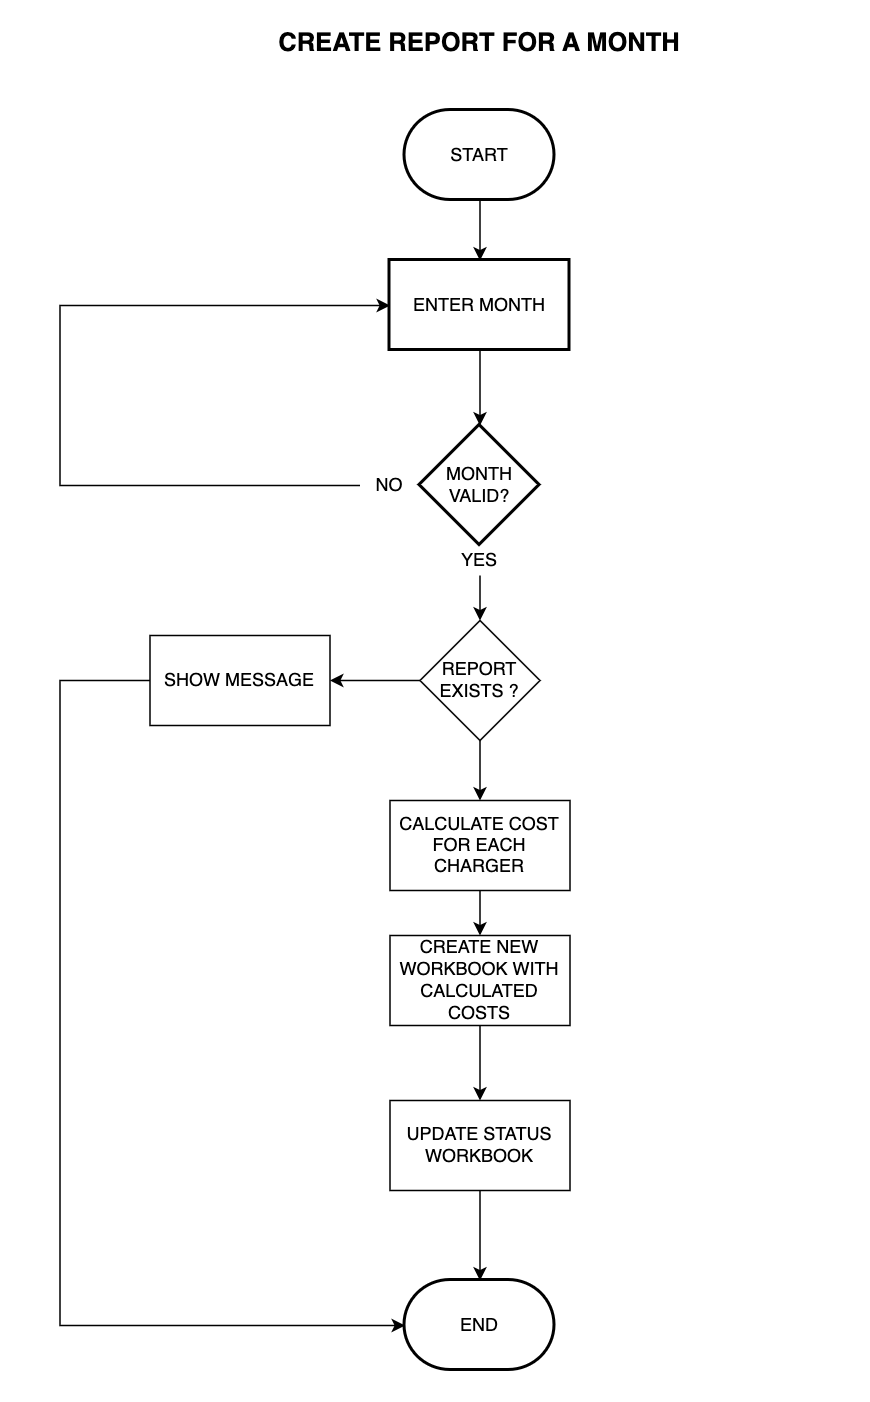 CREATE REPORT FOR A MONTH
START
ENTER MONTH
MONTH
VALID?
NO
YES
REPORT
EXISTS ?
SHOW MESSAGE
CALCULATE COST
FOR EACH
CHARGER
CREATE NEW
WORKBOOK WITH
CALCULATED
COSTS
UPDATE STATUS
WORKBOOK
END